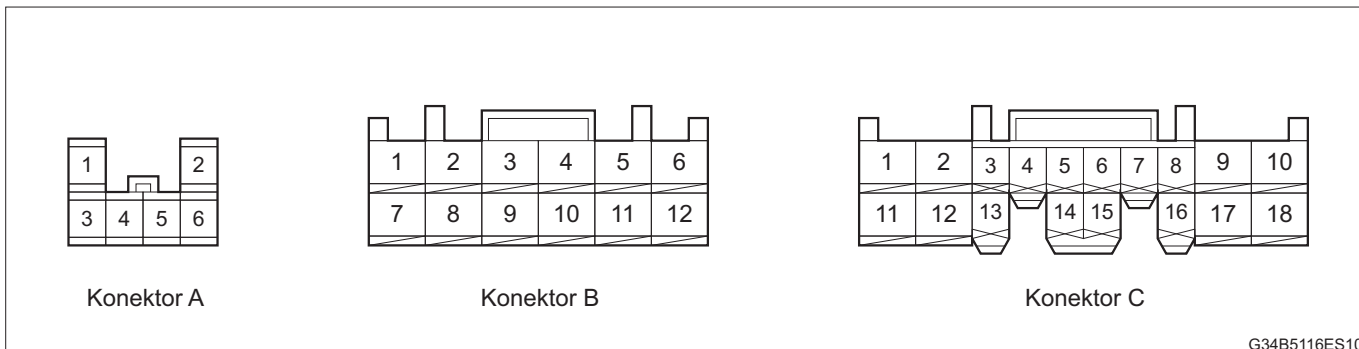 1 2
3 4 5 6
Konektor A
1 2 3 4 5 6
7 8 9 10 11 12
Konektor B
1 2 3 4 5 6 7 8 9 10
11 12 13 14 15 16 17 18
Konektor C
G34B5116ES10